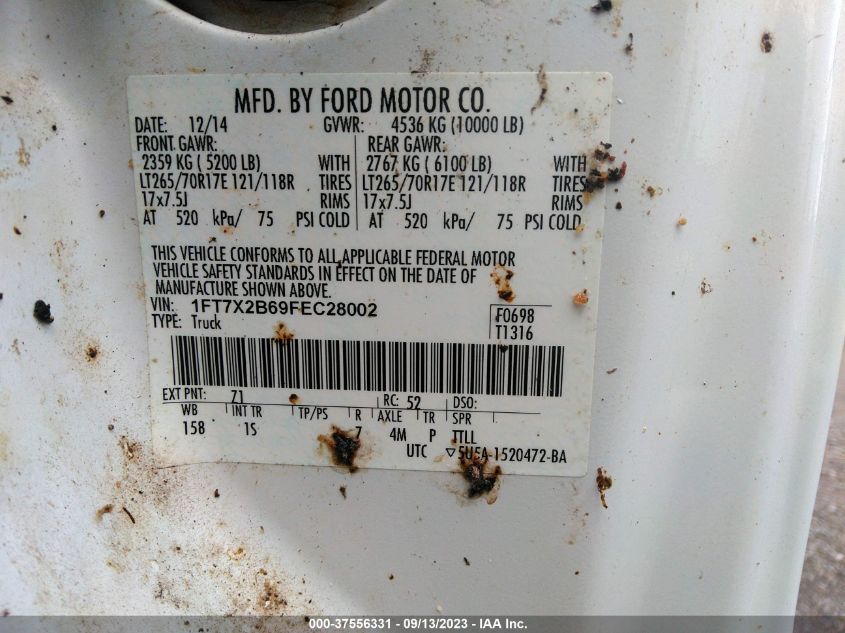 MFD. BY FORD MOTOR CO.
DATE: 12/14 GVWR: 4536 KG (10000 LB)
FRONT GAWR: REAR GAWR:
2359 KG ( 5200 LB) WITH 2767 KG ( 6100 LB) WITH
LT265/70R17E 121/118R TIRES LT265/70R17E 121/118R TIRES
17x7.5J RIMS 17x7.5J RIMS
AT 520 kPa/ 75 PSI COLD AT 520 kPa/ 75 PSI COLD
THIS VEHICLE CONFORMS TO ALL APPLICABLE FEDERAL MOTOR
VEHICLE SAFETY STANDARDS IN EFFECT ON THE DATE OF
MANUFACTURE SHOWN ABOVE.
VIN: 1FT7X2B69FEC28002 F0698
TYPE: Truck T1316
EXT PNT: Z1 RC: 52 DSO:
WB INT TR TP/PS R AXLE TR SPR
158 1S 7 4M P TTLL
UTC ▽5U5A-1520472-BA
000-37556331 - 09/13/2023 - IAA Inc.